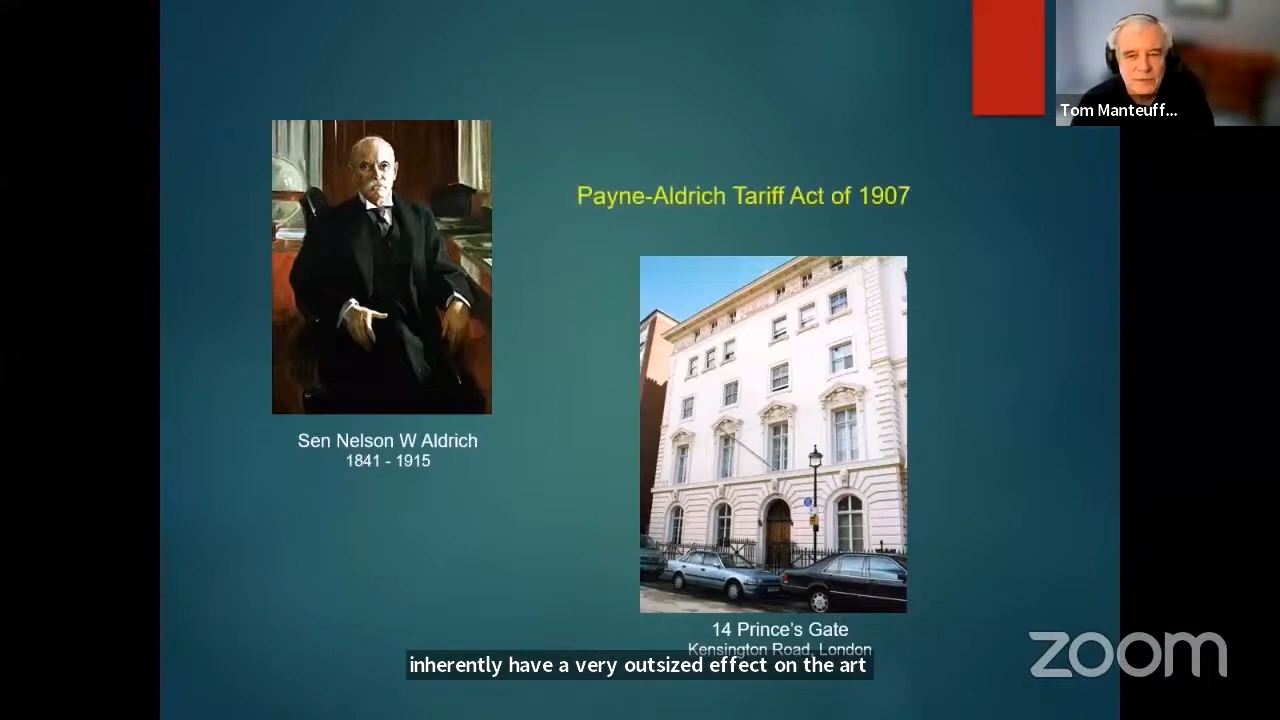 Tom Manteuff...
Payne-Aldrich Tariff Act of 1907
Sen Nelson W Aldrich
1841 - 1915
14 Prince's Gate
Kensington Road, London
inherently have a very outsized effect on the art
zoom